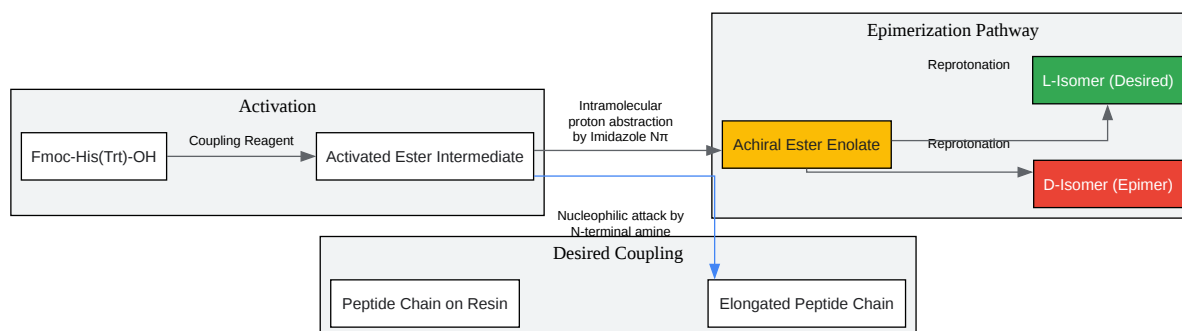 Epimerization Pathway
Reprotonation
L-Isomer (Desired)
Activation
Intramolecular
proton abstraction
by Imidazole Nπ
Coupling Reagent
Fmoc-His(Trt)-OH
Activated Ester Intermediate
Achiral Ester Enolate
Reprotonation
D-Isomer (Epimer)
Nucleophilic attack by
N-terminal amine
Desired Coupling
Peptide Chain on Resin
Elongated Peptide Chain